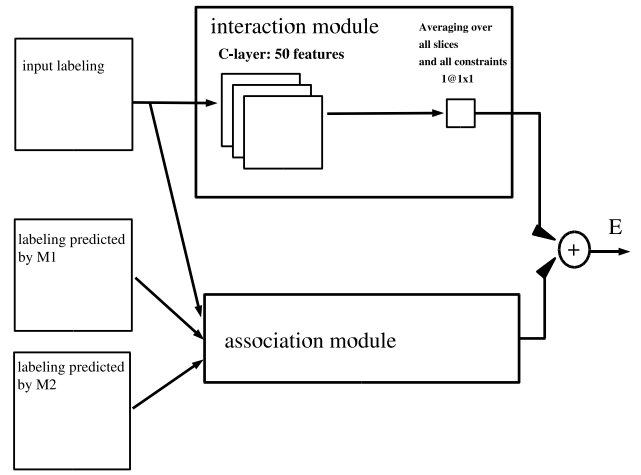 interaction module
C-layer: 50 features
Averaging over
all slices
and all constraints
1@1x1
input labeling
labeling predicted
by M1
E
+
association module
labeling predicted
by M2